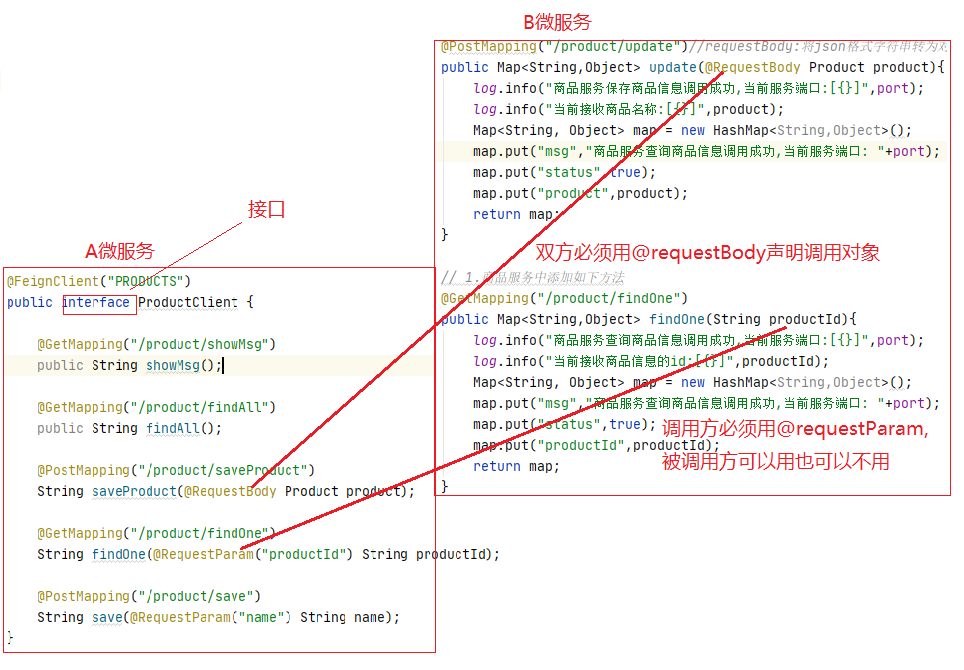 B微服务
@PostMapping("/product/update")//requestBody:将json格式字符串转为对
public Map<String,Object> update(@RequestBody Product product){
log.info("商品服务保存商品信息调用成功,当前服务端口:[{}]",port);
log.info("当前接收商品名称:[{}]",product);
Map<String, Object> map = new HashMap<String,Object>();
map.put("msg","商品服务查询商品信息调用成功,当前服务端口: "+port);
map.put("status",true);
map.put("product",product);
return map;
}
双方必须用@requestBody声明调用对象
// 1.商品服务中添加如下方法
@GetMapping("/product/findOne")
public Map<String,Object> findOne(String productId){
log.info("商品服务查询商品信息调用成功,当前服务端口:[{}]",port);
log.info("当前接收商品信息的id:[{}]",productId);
Map<String, Object> map = new HashMap<String,Object>();
map.put("msg","商品服务查询商品信息调用成功,当前服务端口: "+port);
map.put("status",true);
map.put("productId",productId);
return map;
}
调用方必须用@requestParam,
被调用方可以用也可以不用
接口
A微服务
@FeignClient("PRODUCTS")
public interface ProductClient {
@GetMapping("/product/showMsg")
public String showMsg();
@GetMapping("/product/findAll")
public String findAll();
@PostMapping("/product/saveProduct")
String saveProduct(@RequestBody Product product);
@GetMapping("/product/findOne")
String findOne(@RequestParam("productId") String productId);
@PostMapping("/product/save")
String save(@RequestParam("name") String name);
}